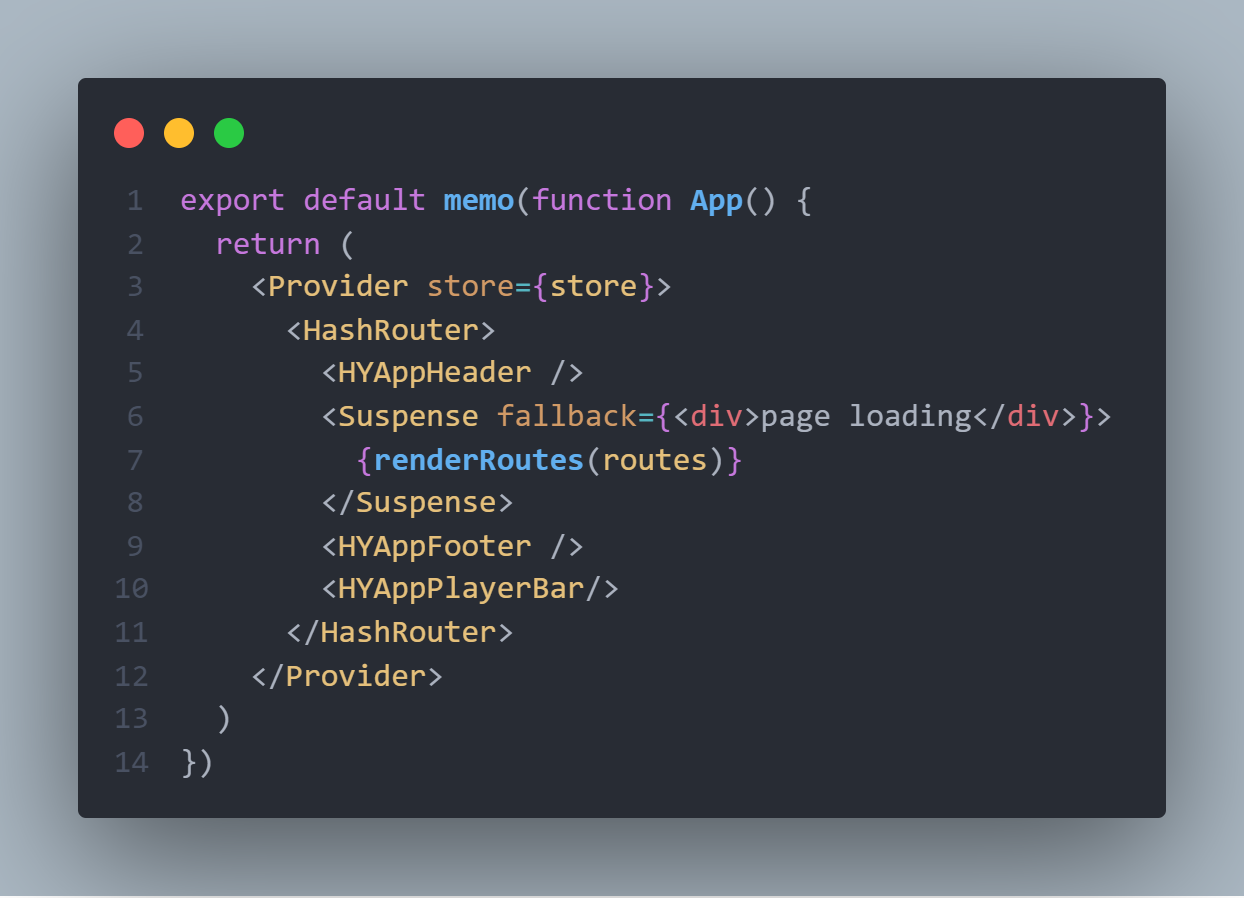 1 export default memo(function App() {
2   return (
3     <Provider store={store}>
4       <HashRouter>
5         <HYAppHeader />
6         <Suspense fallback={<div>page loading</div>}>
7           {renderRoutes(routes)}
8         </Suspense>
9         <HYAppFooter />
10         <HYAppPlayerBar/>
11       </HashRouter>
12     </Provider>
13   )
14 })